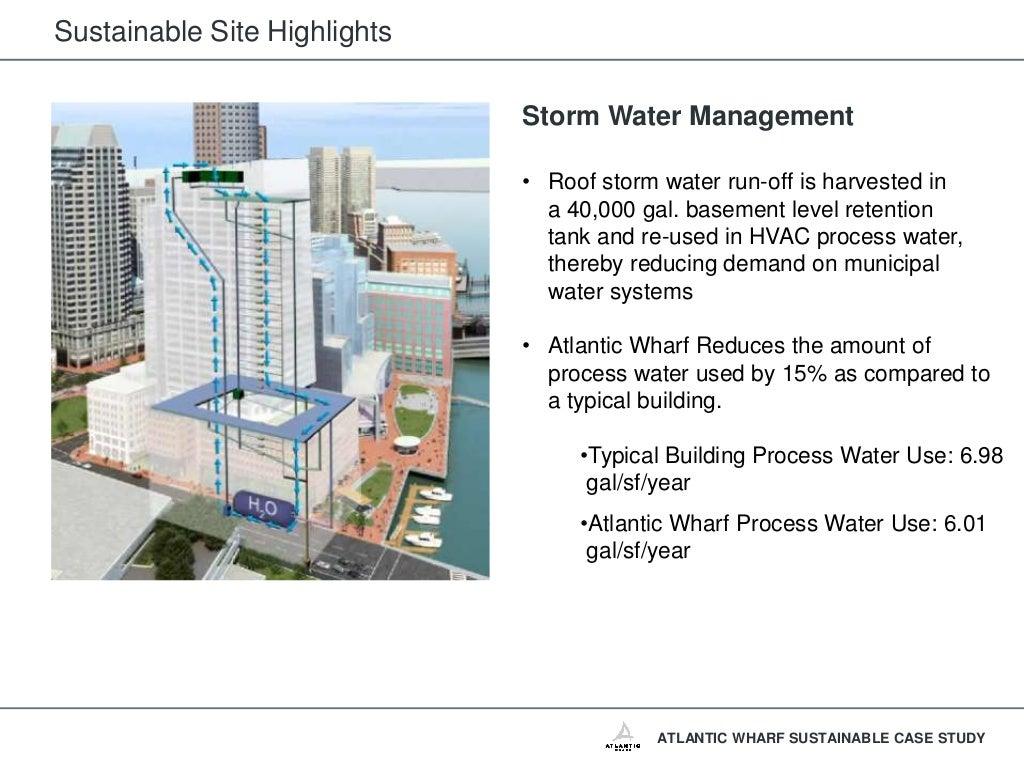 Sustainable Site Highlights
Storm Water Management
• Roof storm water run-off is harvested in
a 40,000 gal. basement level retention
tank and re-used in HVAC process water,
thereby reducing demand on municipal
water systems
• Atlantic Wharf Reduces the amount of
process water used by 15% as compared to
a typical building.
•Typical Building Process Water Use: 6.98
gal/sf/year
•Atlantic Wharf Process Water Use: 6.01
gal/sf/year
H2O
ATLANTIC
WHARF
ATLANTIC WHARF SUSTAINABLE CASE STUDY